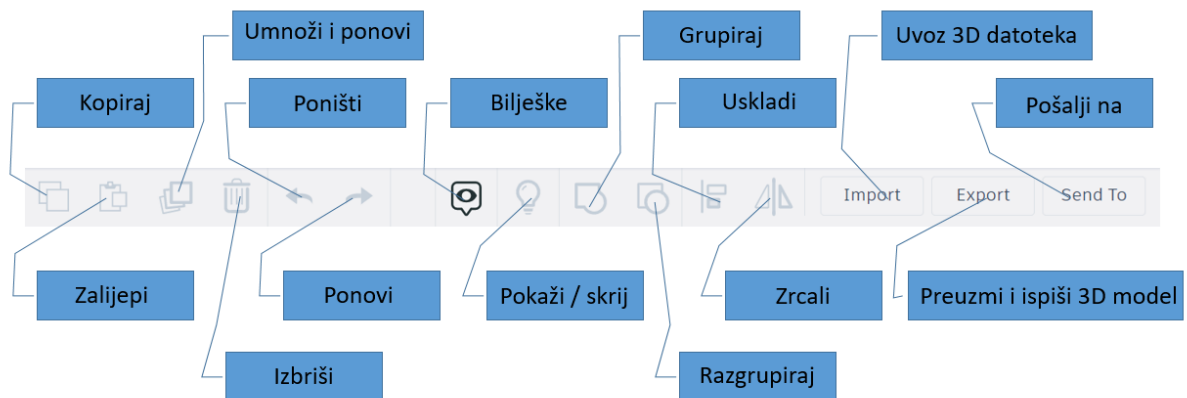 Umnoži i ponovi
Grupiraj
Uvoz 3D datoteka
Kopiraj
Poništi
Bilješke
Uskladi
Pošalji na
Import
Export
Send To
Zalijepi
Ponovi
Pokaži / skrij
Zrcali
Preuzmi i ispiši 3D model
Izbriši
Razgrupiraj